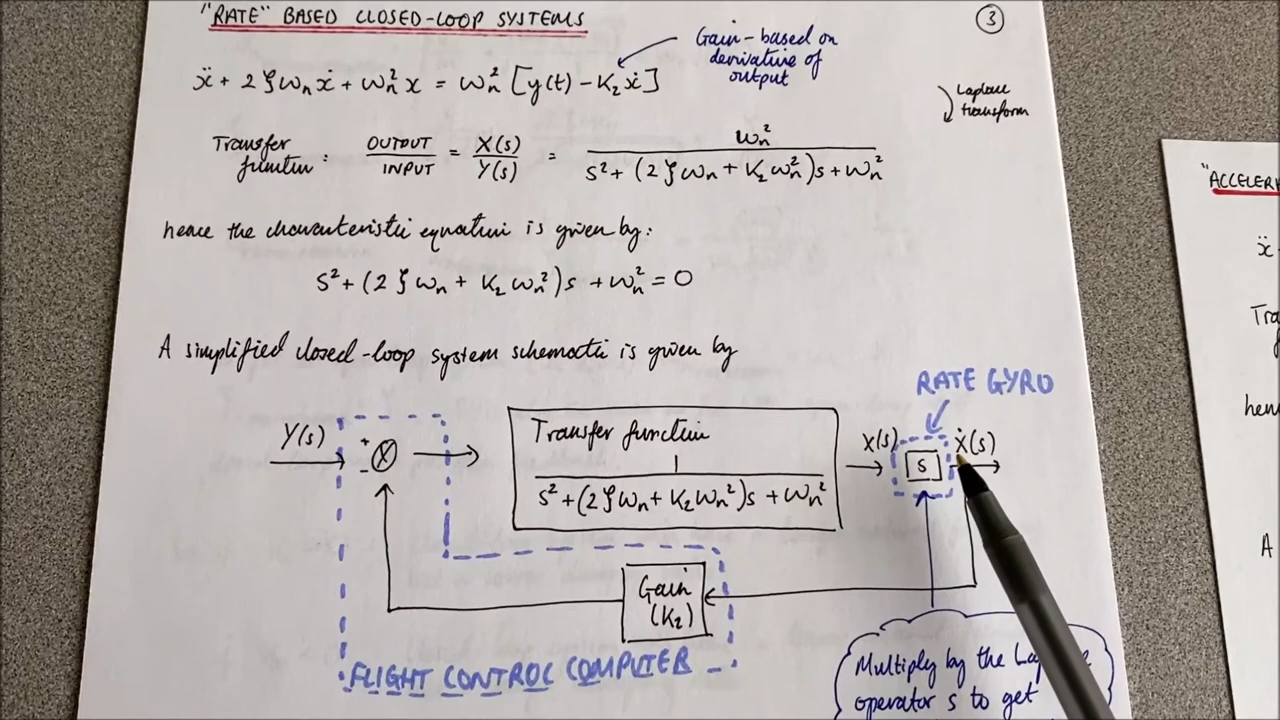 "RATE" BASED CLOSED-LOOP SYSTEMS
3
Gain-based on
derivative of
output
ẍ + 2ζωnẋ + ωn²x = ωn² [y(t) - K₂ẋ]
Laplace
transform
Transfer
function : OUTPUT / INPUT = X(s) / Y(s) = ωn² / s² + (2ζωn + K₂ωn²)s + ωn²
hence the characteristic equation is given by:
s² + (2ζωn + K₂ωn²)s + ωn² = 0
A simplified closed-loop system schematic is given by
RATE GYRO
Y(s)
+
-
Transfer function
1 / s² + (2ζωn + K₂ωn²)s + ωn²
X(s)
s
Ẋ(s)
Gain
(K₂)
FLIGHT CONTROL COMPUTER
Multiply by the
operator s to get
"ACCELER
ẍ
hen
A